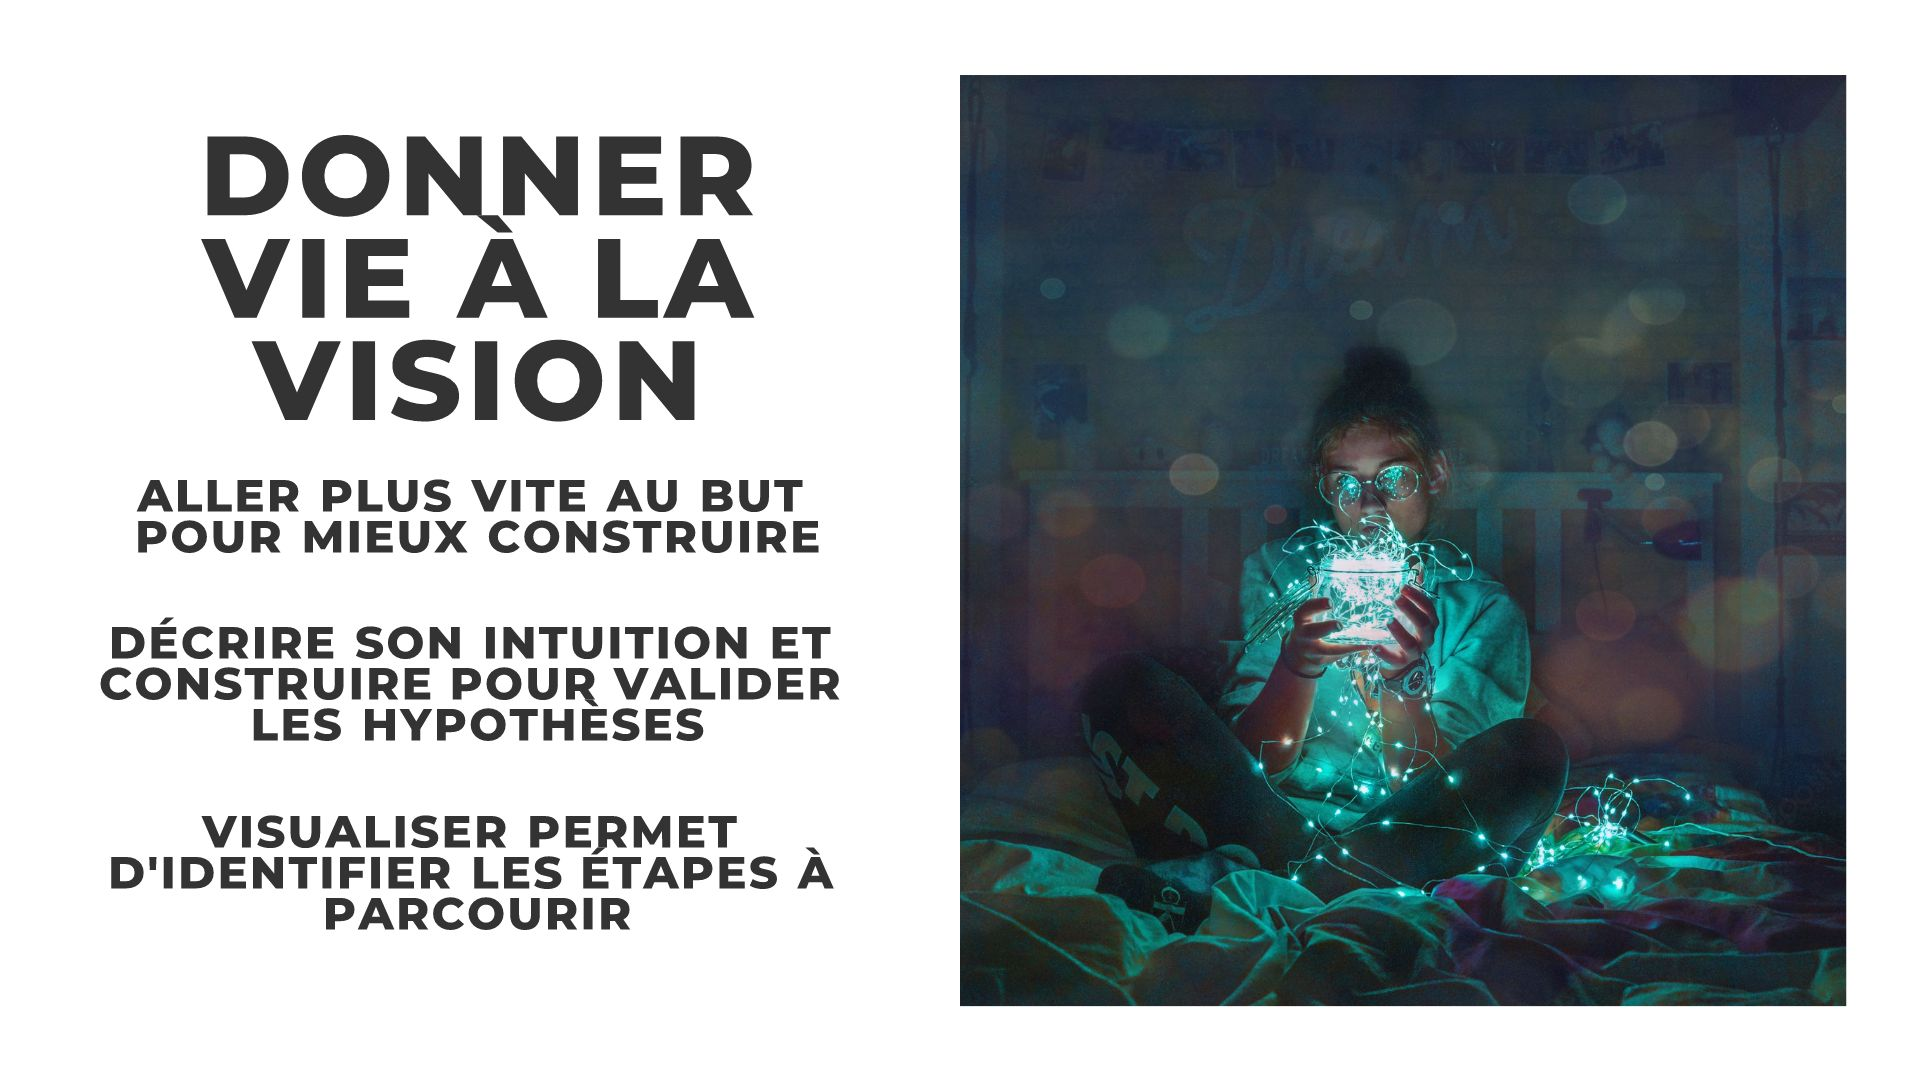 DONNER
VIE À LA
VISION
ALLER PLUS VITE AU BUT
POUR MIEUX CONSTRUIRE
DÉCRIRE SON INTUITION ET
CONSTRUIRE POUR VALIDER
LES HYPOTHÈSES
VISUALISER PERMET
D'IDENTIFIER LES ÉTAPES À
PARCOURIR
Dream